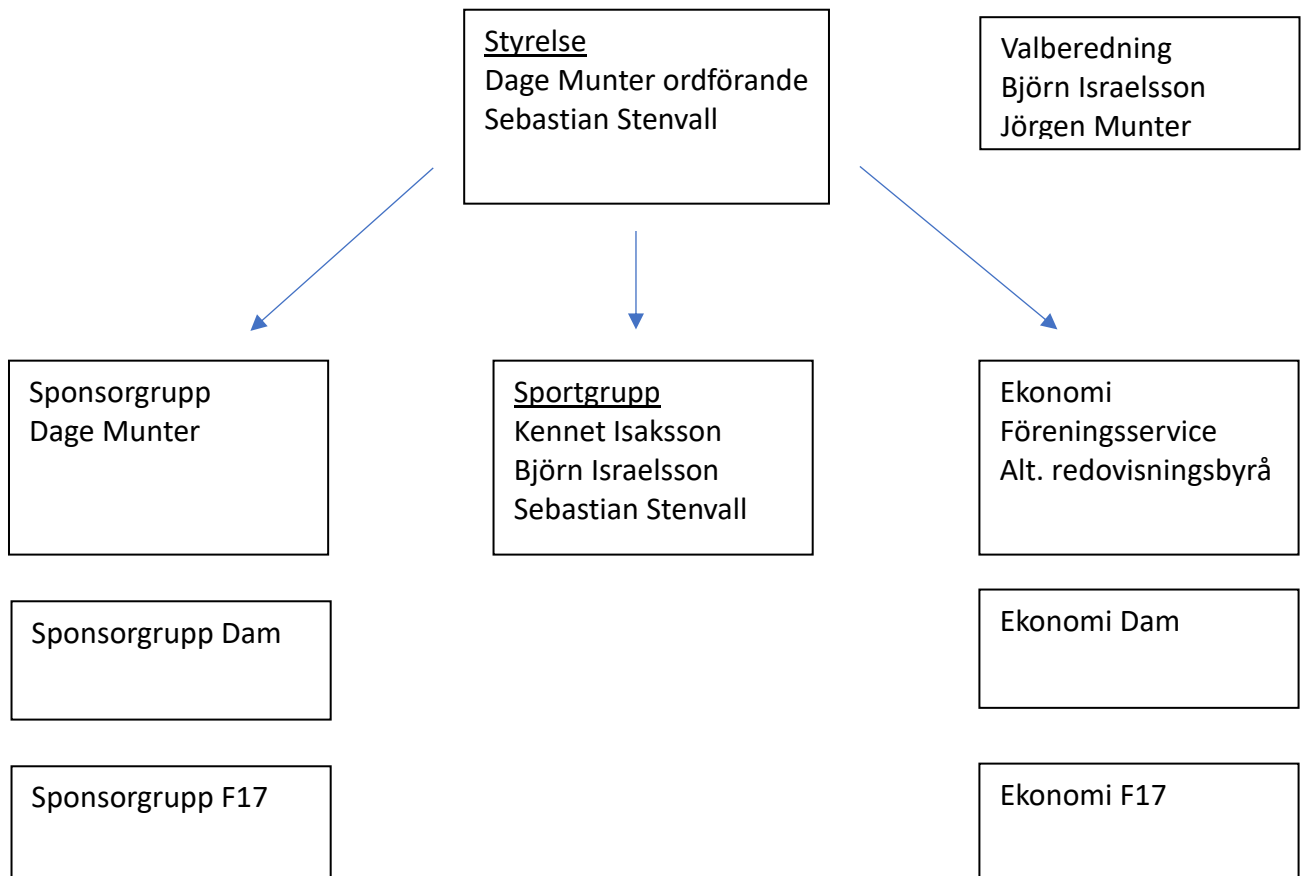 Styrelse
Dage Munter ordförande
Sebastian Stenvall
Valberedning
Björn Israelsson
Jörgen Munter
Sponsorgrupp
Dage Munter
Sportgrupp
Kennet Isaksson
Björn Israelsson
Sebastian Stenvall
Ekonomi
Föreningsservice
Alt. redovisningsbyrå
Sponsorgrupp Dam
Ekonomi Dam
Sponsorgrupp F17
Ekonomi F17